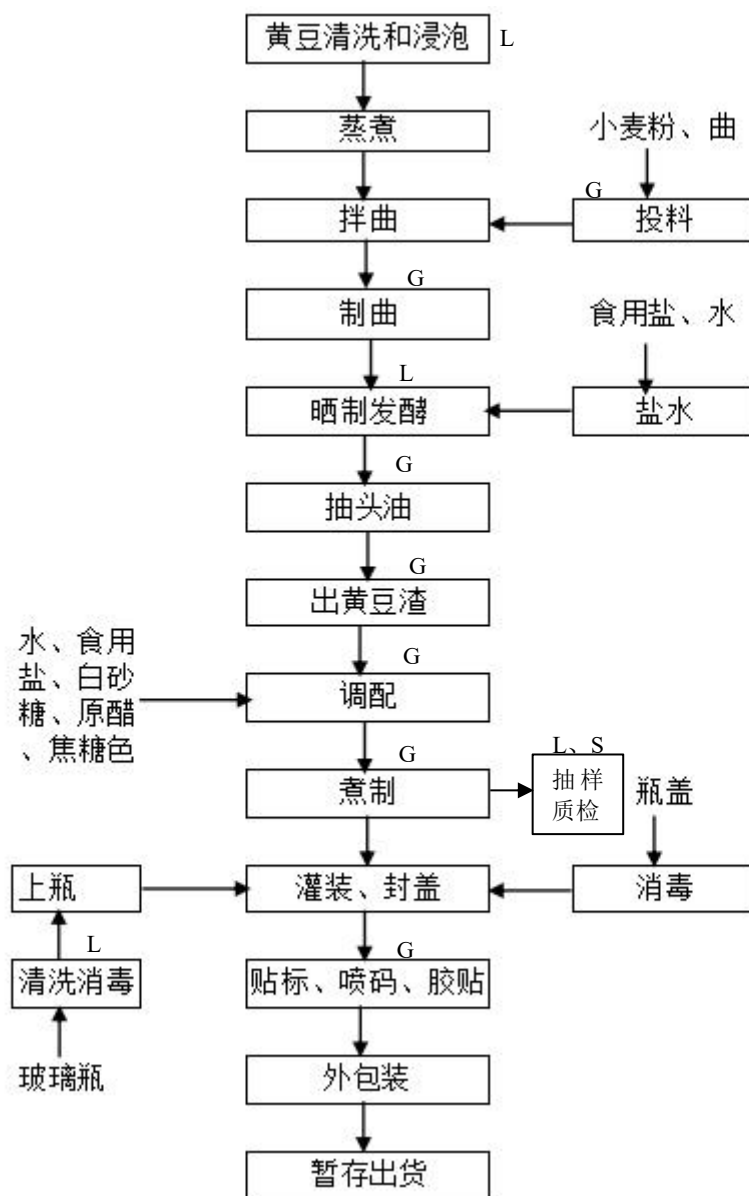 黄豆清洗和浸泡 L
蒸煮
小麦粉、曲
G
拌曲
投料
G
制曲
食用盐、水
L
晒制发酵
盐水
G
抽头油
G
出黄豆渣
水、食用
盐、白砂
糖、原醋
、焦糖色
G
调配
G
煮制
L、S
抽样
质检
瓶盖
上瓶
灌装、封盖
消毒
L
清洗消毒
G
贴标、喷码、胶贴
玻璃瓶
外包装
暂存出货